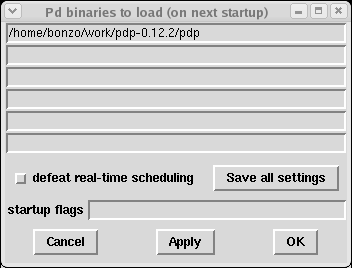 Pd binaries to load (on next startup)
/home/bonzo/work/pdp-0.12.2/pdp
defeat real-time scheduling
Save all settings
startup flags
Cancel
Apply
OK